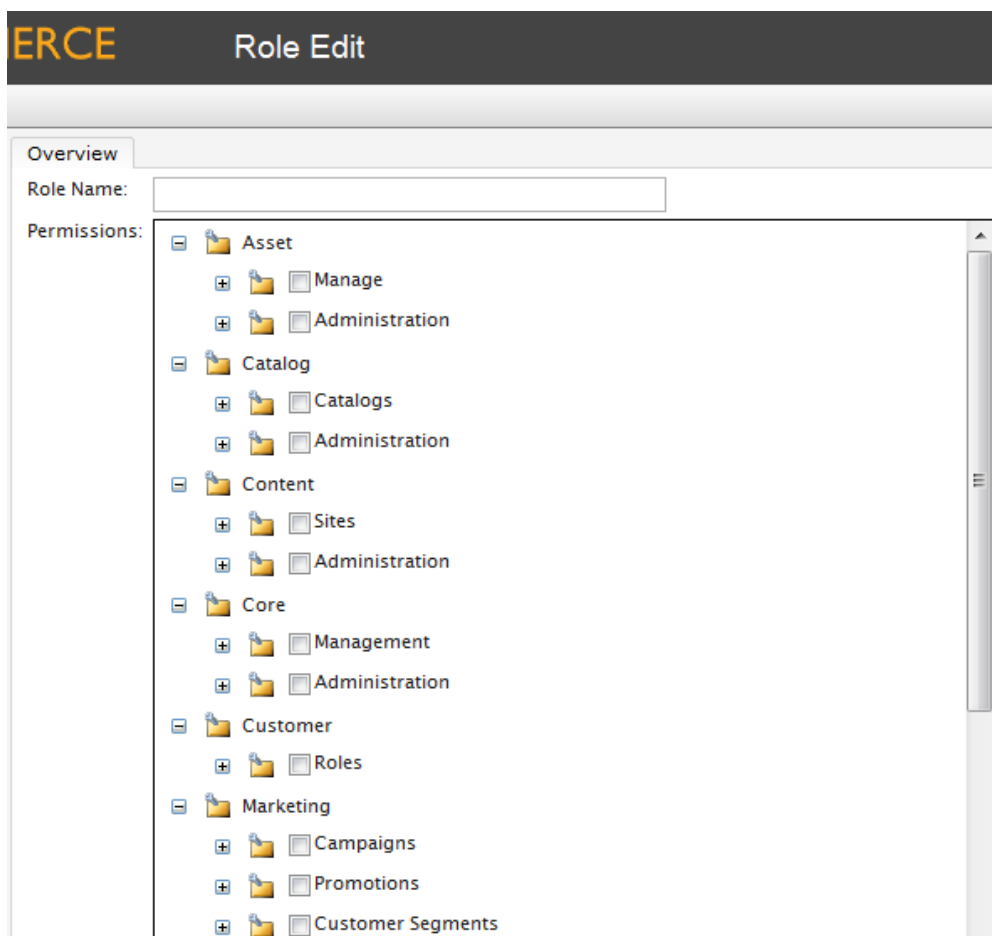 ERCE Role Edit
Overview
Role Name:
Permissions:
Asset
Manage
Administration
Catalog
Catalogs
Administration
Content
Sites
Administration
Core
Management
Administration
Customer
Roles
Marketing
Campaigns
Promotions
Customer Segments